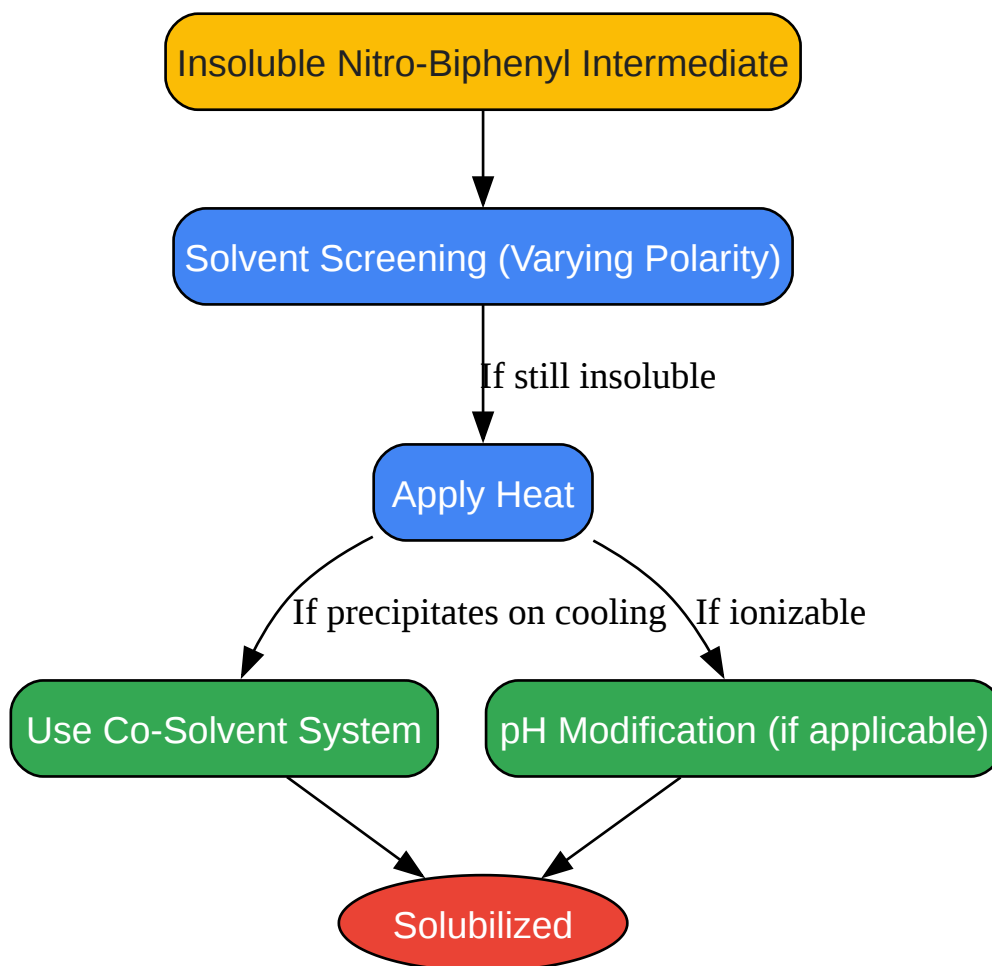 Insoluble Nitro-Biphenyl Intermediate
Solvent Screening (Varying Polarity)
If still insoluble
Apply Heat
If precipitates on cooling
If ionizable
Use Co-Solvent System
pH Modification (if applicable)
Solubilized